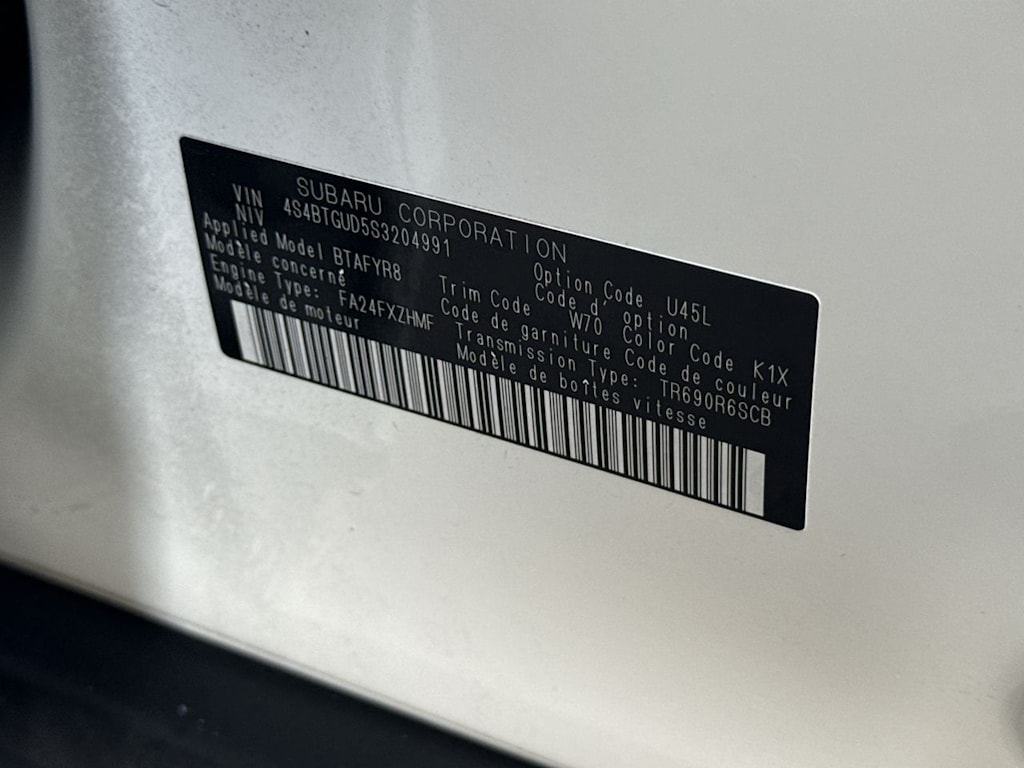 SUBARU CORPORATION
VIN 4S4BTGUD5S3204991
NIV
Option Code U45L
Code d' option
Applied Model BTAFYR8
Modèle concerné
Trim Code W70 Color Code K1X
Code de garniture Code de couleur
Engine Type: FA24FXZHMF
Modèle de moteur
Transmission Type: TR690R6SCB
Modèle de boîtes vitesse